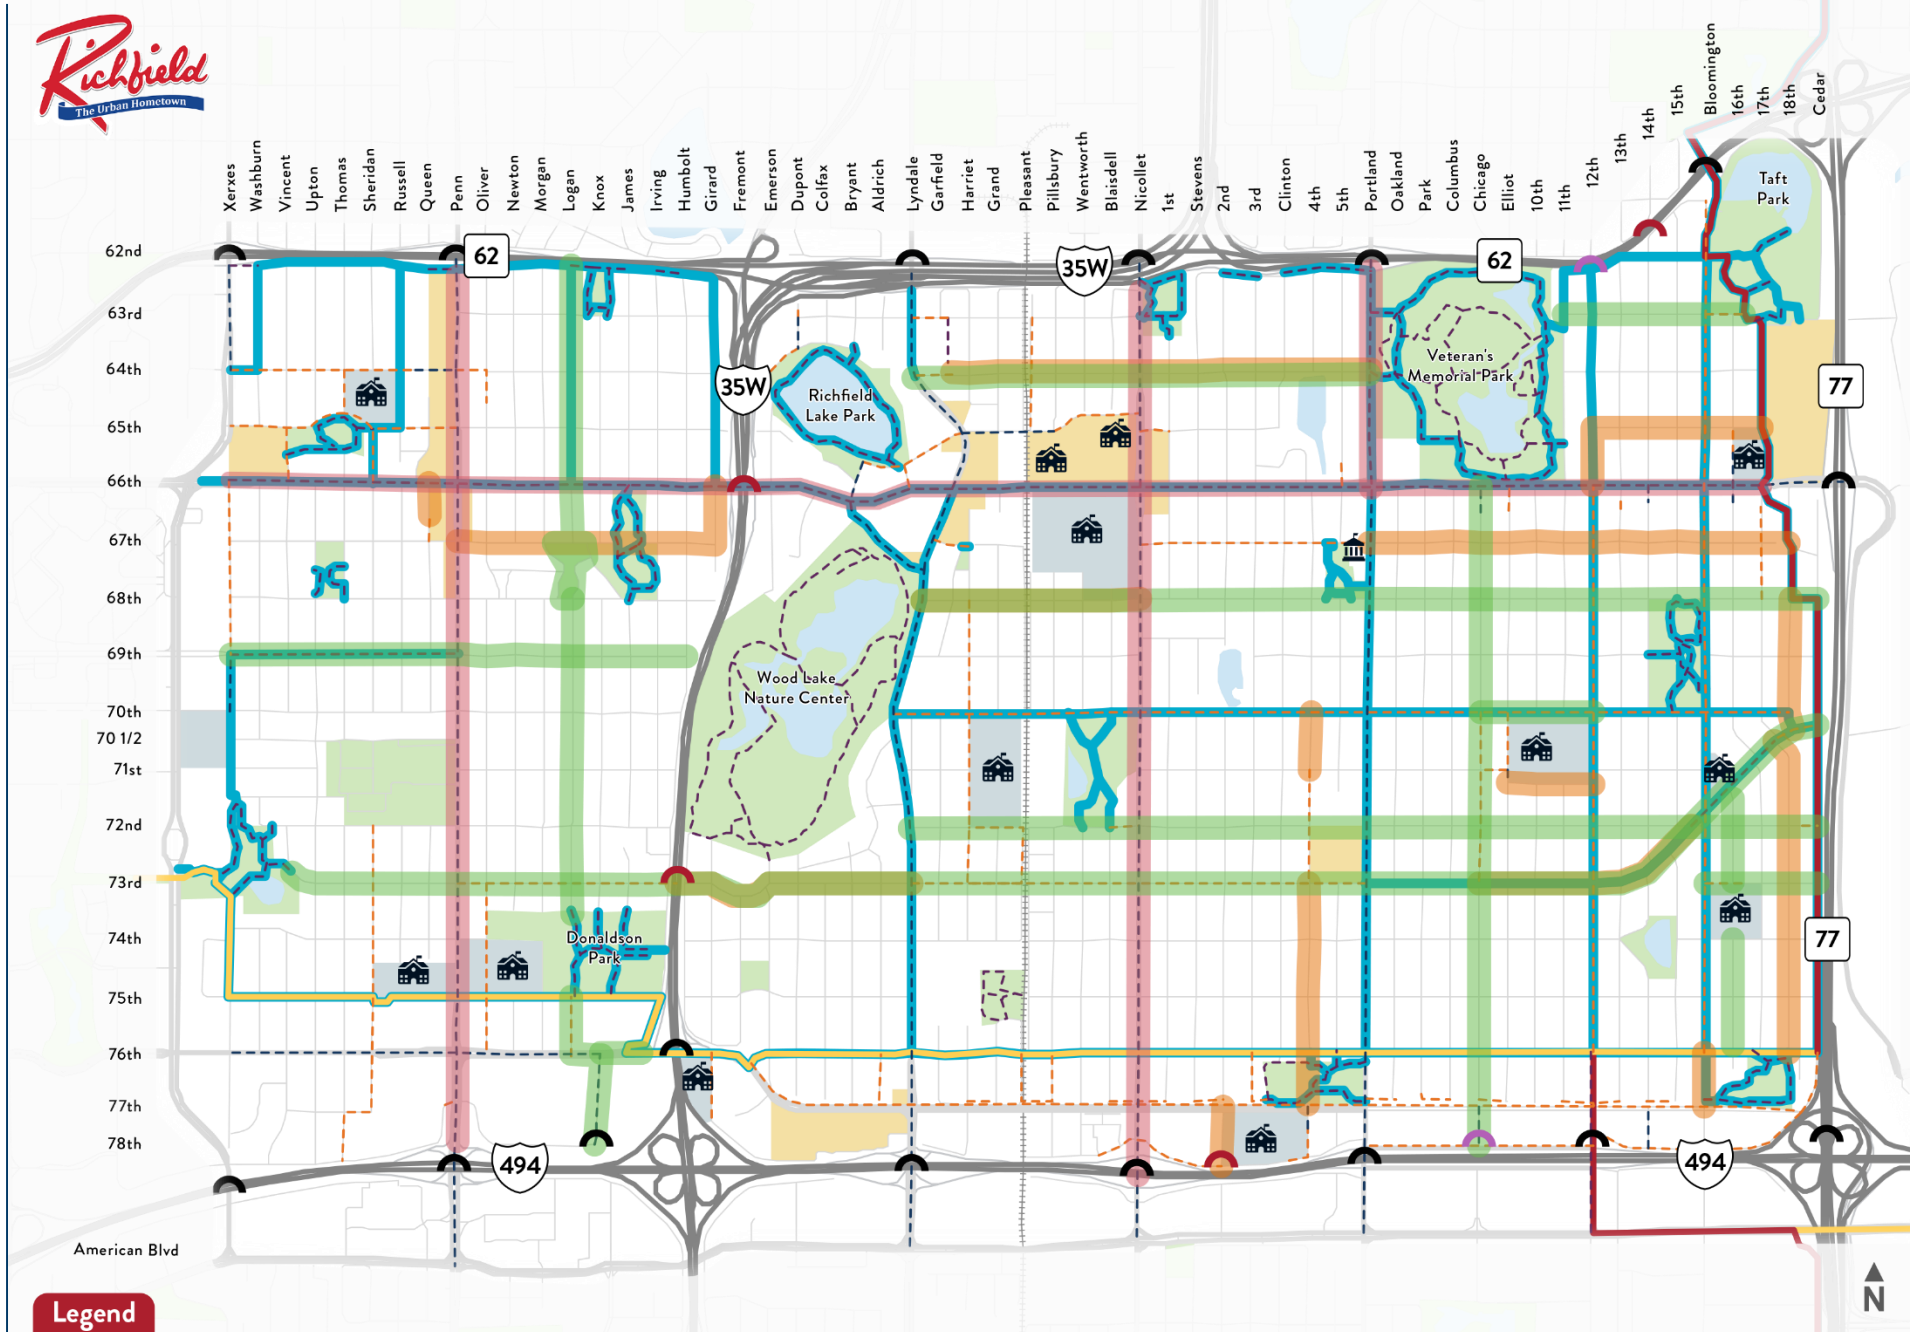 Richfield
The Urban Hometown
Xerxes
Washburn
Vincent
Upton
Thomas
Sheridan
Russell
Queen
Penn
Oliver
Newton
Morgan
Logan
Knox
James
Irving
Humbolt
Girard
Fremont
Emerson
Dupont
Colfax
Bryant
Aldrich
Lyndale
Garfield
Harriet
Grand
Pleasant
Pillsbury
Wentworth
Blaisdell
Nicollet
1st
Stevens
2nd
3rd
Clinton
4th
5th
Portland
Oakland
Park
Columbus
Chicago
Elliot
10th
11th
12th
13th
14th
15th
Bloomington
16th
17th
18th
Cedar
62nd
63rd
64th
65th
66th
67th
68th
69th
70th
70 1/2
71st
72nd
73rd
74th
75th
76th
77th
78th
American Blvd
62
35W
62
Taft
Park
35W
Richfield
Lake Park
Veteran's
Memorial Park
77
Wood Lake
Nature Center
Donaldson
Park
77
494
494
N
Legend